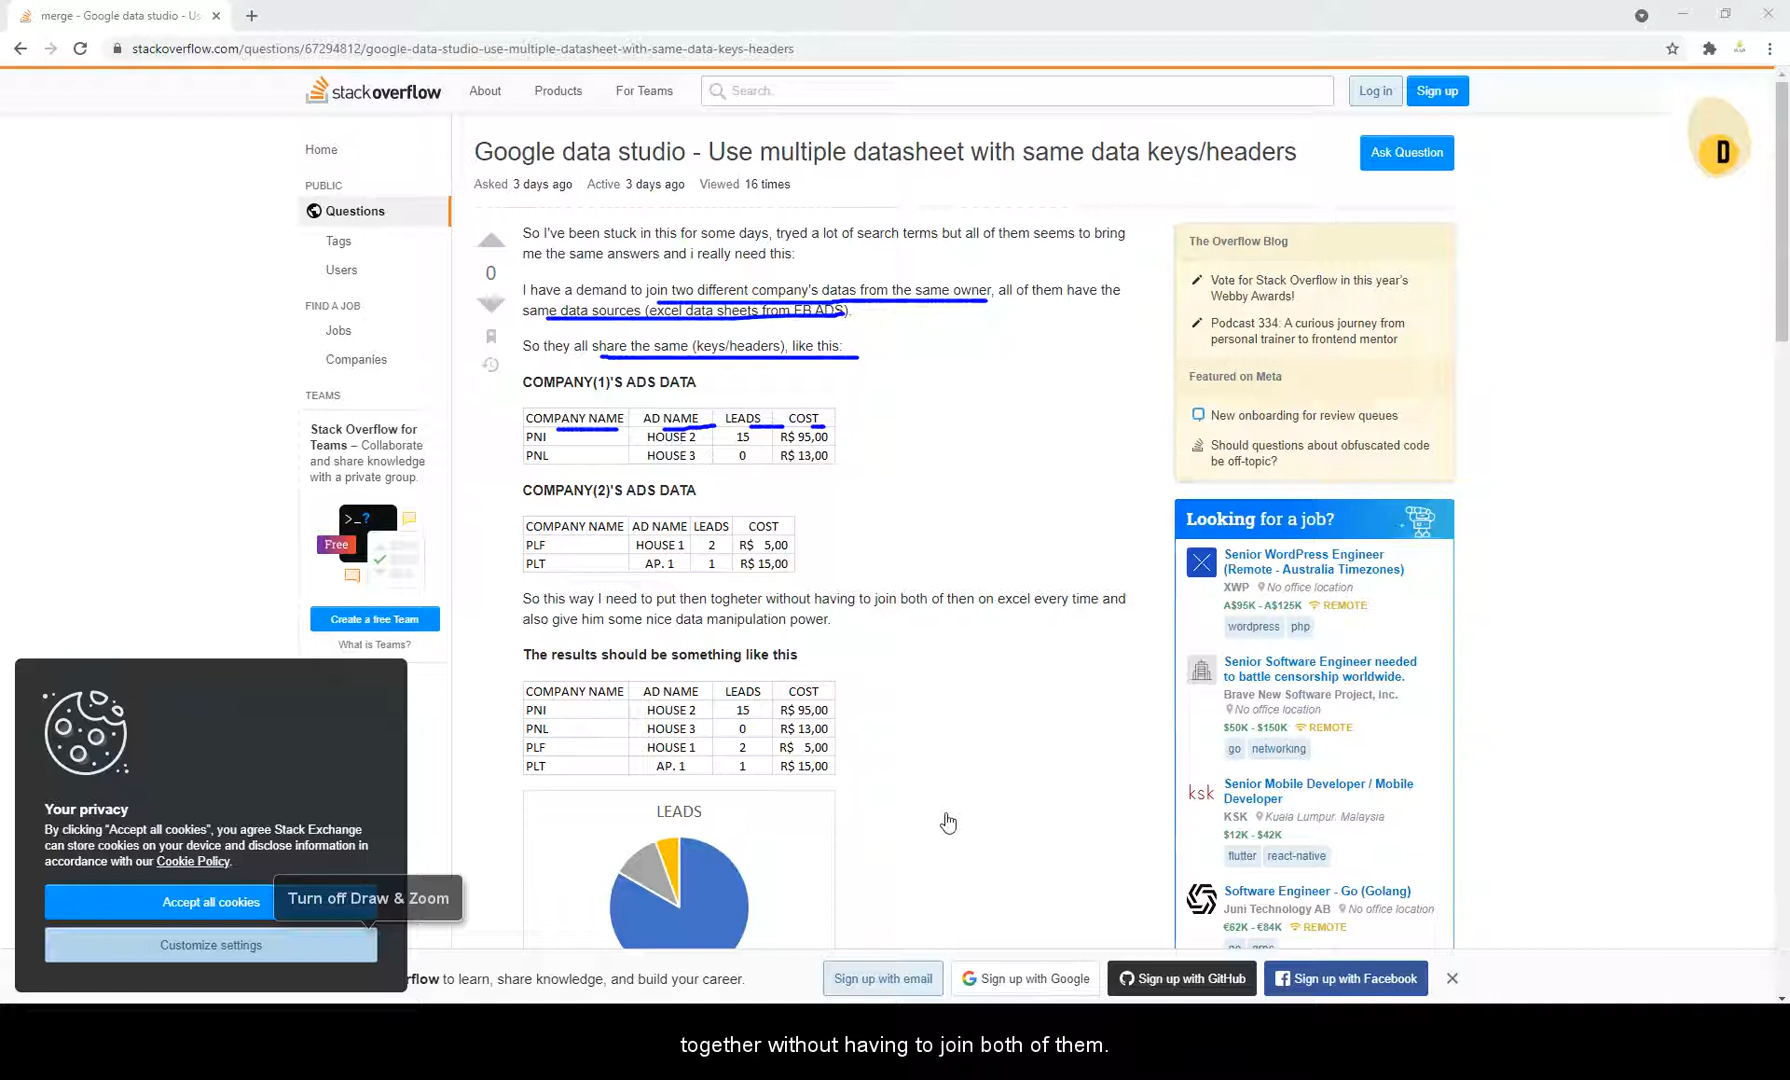 merge - Google data studio - Us
stackoverflow.com/questions/67294812/google-data-studio-use-multiple-datasheet-with-same-data-keys-headers
stackoverflow
About
Products
For Teams
Search.
Log in
Sign up
Home
PUBLIC
Questions
Tags
Users
FIND A JOB
Jobs
Companies
TEAMS
Stack Overflow for
Teams – Collaborate
and share knowledge
with a private group.
>_?
Free
Create a free Team
What is Teams?
Google data studio - Use multiple datasheet with same data keys/headers
Ask Question
Asked 3 days ago Active 3 days ago Viewed 16 times
0
So I've been stuck in this for some days, tryed a lot of search terms but all of them seems to bring
me the same answers and i really need this:
I have a demand to join two different company's datas from the same owner, all of them have the
same data sources (excel data sheets from FB ADS).
So they all share the same (keys/headers), like this:
COMPANY(1)'S ADS DATA
COMPANY NAME AD NAME LEADS COST
PNI HOUSE 2 15 R$ 95,00
PNL HOUSE 3 0 R$ 13,00
COMPANY(2)'S ADS DATA
COMPANY NAME AD NAME LEADS COST
PLF HOUSE 1 2 R$ 5,00
PLT AP. 1 1 R$ 15,00
So this way I need to put then togheter without having to join both of then on excel every time and
also give him some nice data manipulation power.
The results should be something like this
COMPANY NAME AD NAME LEADS COST
PNI HOUSE 2 15 R$ 95,00
PNL HOUSE 3 0 R$ 13,00
PLF HOUSE 1 2 R$ 5,00
PLT AP. 1 1 R$ 15,00
LEADS
D
The Overflow Blog
Vote for Stack Overflow in this year's
Webby Awards!
Podcast 334: A curious journey from
personal trainer to frontend mentor
Featured on Meta
New onboarding for review queues
Should questions about obfuscated code
be off-topic?
Looking for a job?
Senior WordPress Engineer
(Remote - Australia Timezones)
XWP No office location
A$95K - A$125K REMOTE
wordpress php
Senior Software Engineer needed
to battle censorship worldwide.
Brave New Software Project, Inc.
No office location
$50K - $150K REMOTE
go networking
ksk
Senior Mobile Developer / Mobile
Developer
KSK Kuala Lumpur. Malaysia
$12K - $42K
flutter react-native
Software Engineer - Go (Golang)
Juni Technology AB No office location
€62K - €84K REMOTE
Your privacy
By clicking "Accept all cookies", you agree Stack Exchange
can store cookies on your device and disclose information in
accordance with our Cookie Policy.
Accept all cookies
Turn off Draw & Zoom
Customize settings
rflow to learn, share knowledge, and build your career.
Sign up with email
Sign up with Google
Sign up with GitHub
Sign up with Facebook
together without having to join both of them.